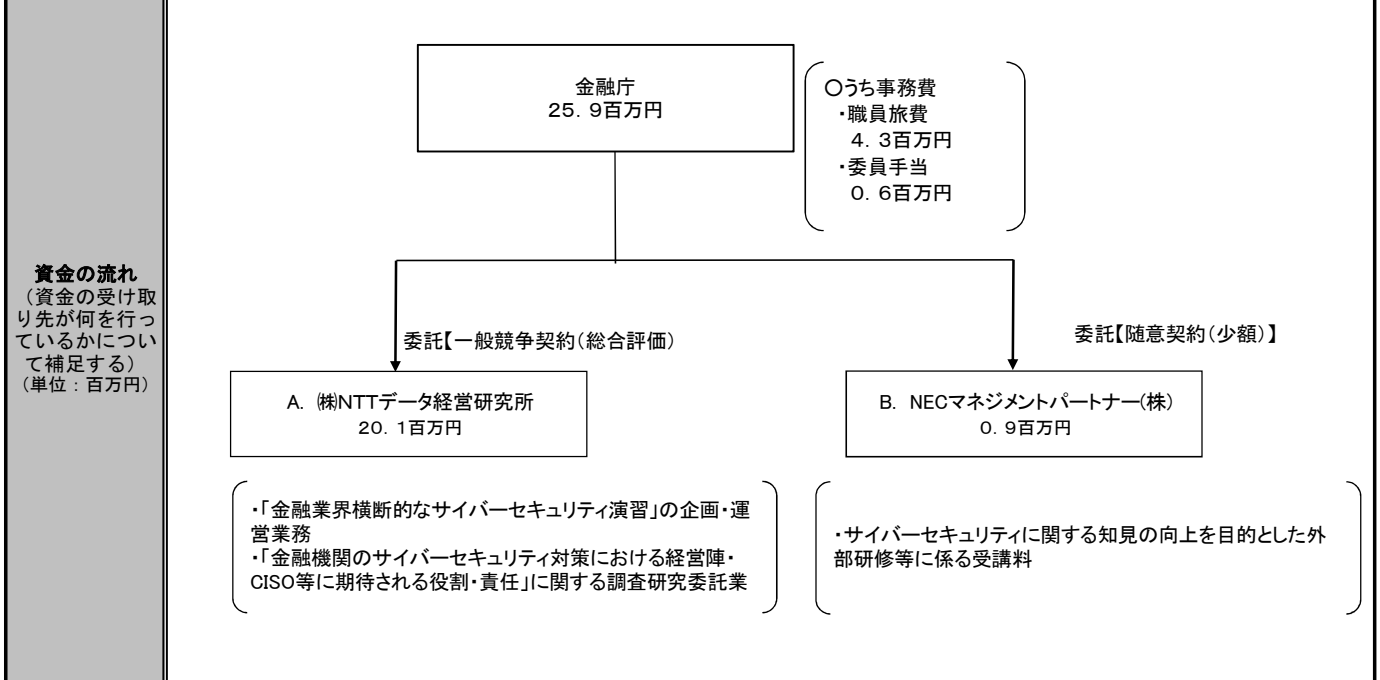 資金の流れ
（資金の受け取
り先が何を行っ
ているかについ
て補足する）
（単位：百万円）
金融庁
２５．９百万円
○うち事務費
・職員旅費
４．３百万円
・委員手当
０．６百万円
委託【一般競争契約（総合評価）
委託【随意契約（少額）】
A. ㈱NTTデータ経営研究所
２０．１百万円
B. NECマネジメントパートナー(株)
０．９百万円
・「金融業界横断的なサイバーセキュリティ演習」の企画・運
営業務
・「金融機関のサイバーセキュリティ対策における経営陣・
CISO等に期待される役割・責任」に関する調査研究委託業
・サイバーセキュリティに関する知見の向上を目的とした外
部研修等に係る受講料